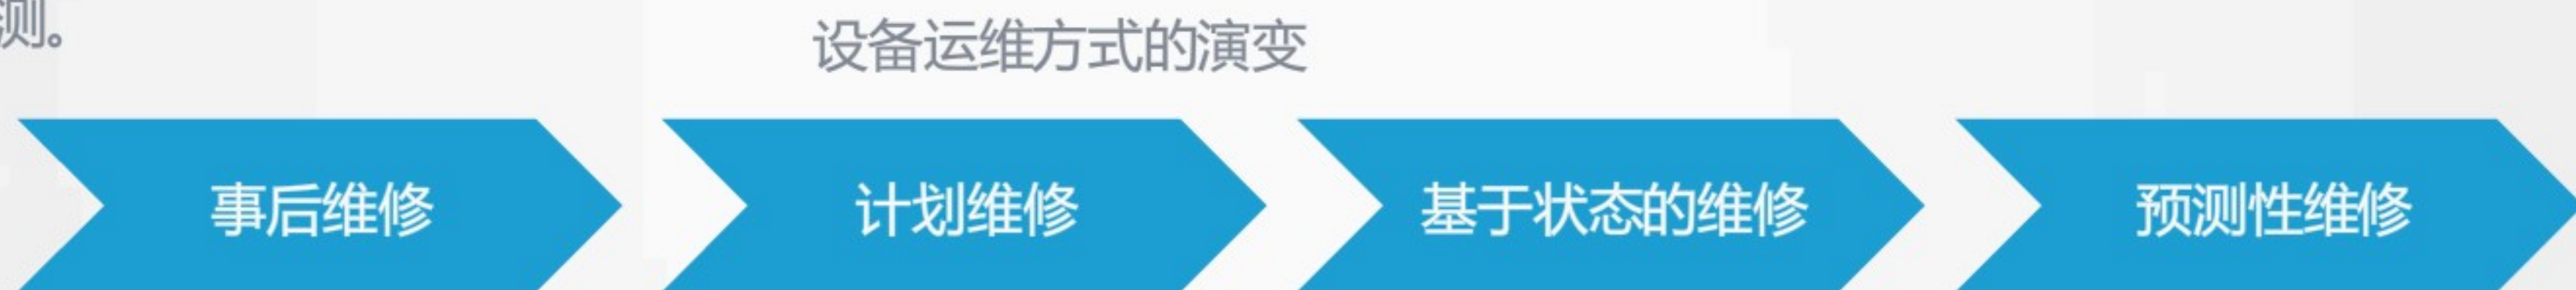 测。
设备运维方式的演变
事后维修
计划维修
基于状态的维修
预测性维修